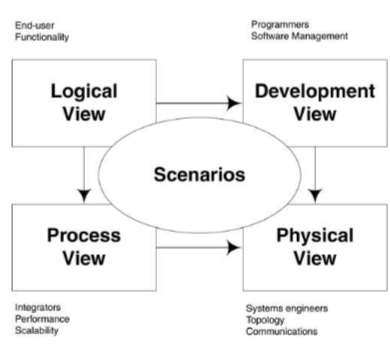 End-user
Functionality
Programmers
Software Management
Logical
View
Development
View
Scenarios
Process
View
Physical
View
Integrators
Performance
Scalability
Systems engineers
Topology
Communications